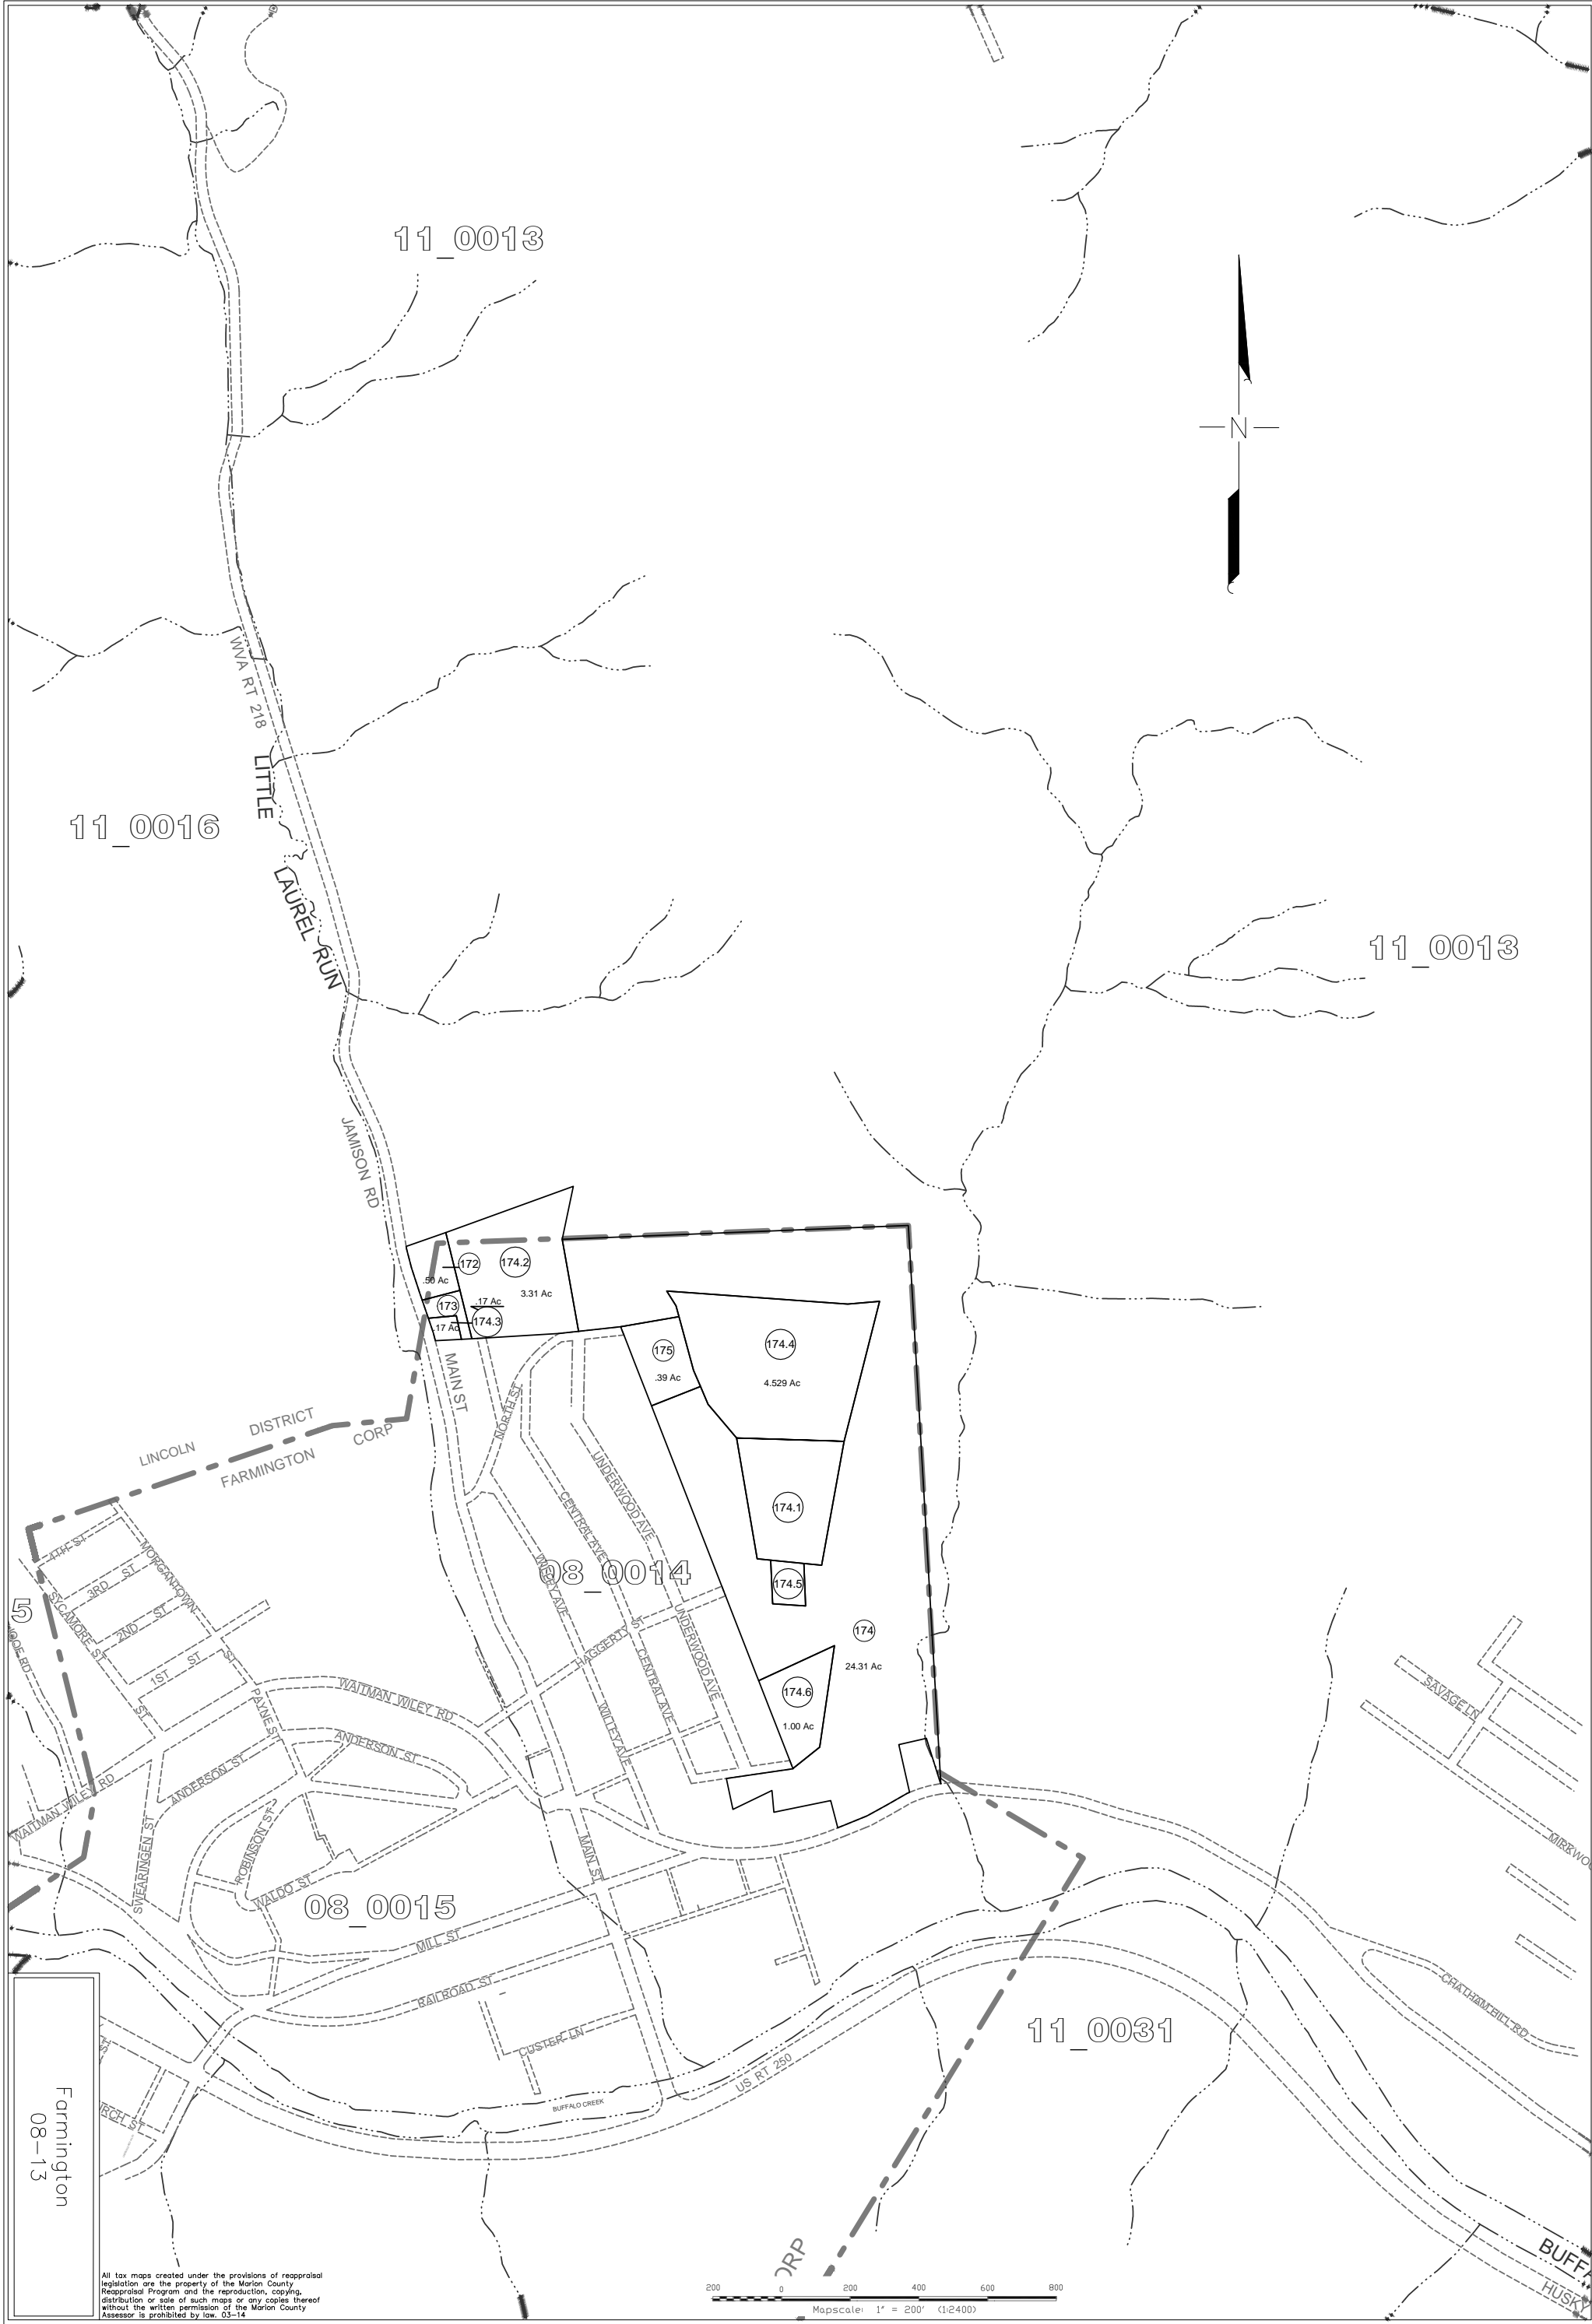 11_0013
N
WVA RT 218
LITTLE
11_0016
LAUREL RUN
11_0013
JAMISON RD
172
174.2
.50 Ac
3.31 Ac
173
.17 Ac
174.3
.17 Ac
175
.39 Ac
174.4
4.529 Ac
MAIN ST
NORTH ST
LINCOLN DISTRICT
FARMINGTON CORP
UNDERWOOD AVE
CENTRAL AVE
174.1
08_0014
WILLEY AVE
174.5
4TH ST
MORGANTOWN ST
3RD ST
SYCAMORE ST
2ND ST
1ST ST
5
HAGGERTY ST
UNDERWOOD AVE
CENTRAL AVE
174
24.31 Ac
174.6
1.00 Ac
WAITMAN WILEY RD
PAYNE ST
ANDERSON ST
WILLEY AVE
SAVAGE LN
ANDERSON ST
WAITMAN WILEY RD
SWEARINGEN ST
ROBINSON ST
MAIN ST
WALDO ST
08_0015
MILL ST
RAILROAD ST
CUSTER LN
CHALHAM HILL RD
11_0031
US RT 250
BUFFALO CREEK
Farmington
08-13
ORP
BUFFA
HUSKY
All tax maps created under the provisions of reappraisal
legislation are the property of the Marion County
Reappraisal Program and the reproduction, copying,
distribution or sale of such maps or any copies thereof
without the written permission of the Marion County
Assessor is prohibited by law. 03-14
200 0 200 400 600 800
Mapscale: 1" = 200' (1:2400)